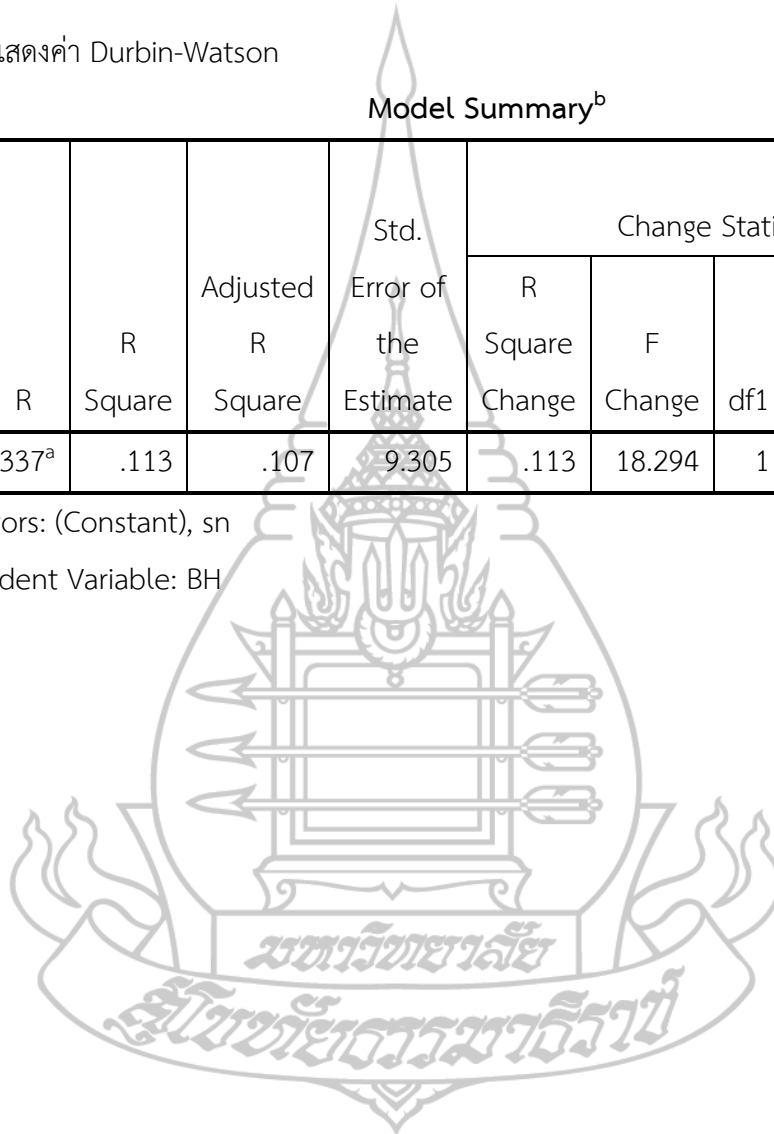 แสดงค่า Durbin-Watson
Model Summaryb
R
R Square
Adjusted R Square
Std. Error of the Estimate
Change Stati
R Square Change
F Change
df1
337a .113 .107 9.305 .113 18.294 1
ors: (Constant), sn
dent Variable: BH
มหาวิทยาลัย
สุโขทัยธรรมาธิราช